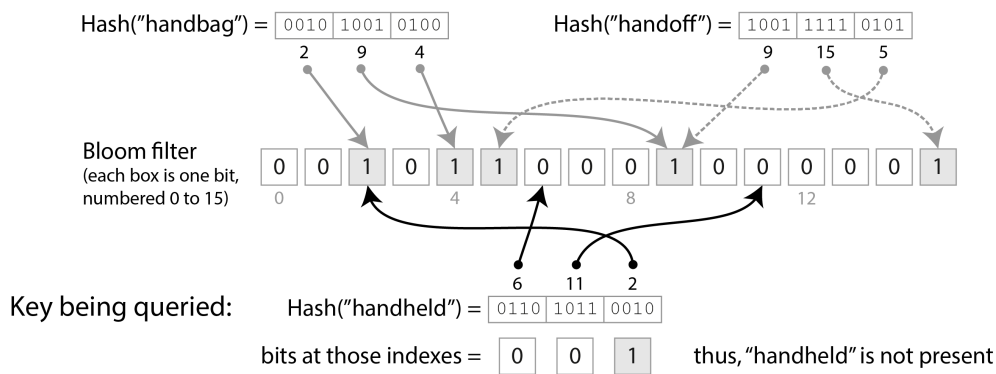 Hash("handbag") = 0010 1001 0100
2 9 4
Hash("handoff") = 1001 1111 0101
9 15 5
Bloom filter
(each box is one bit,
numbered 0 to 15)
0 0 1 0 1 1 0 0 0 1 0 0 0 0 0 1
0 4 8 12
6 11 2
Key being queried:
Hash("handheld") = 0110 1011 0010
bits at those indexes = 0 0 1
thus, "handheld" is not present